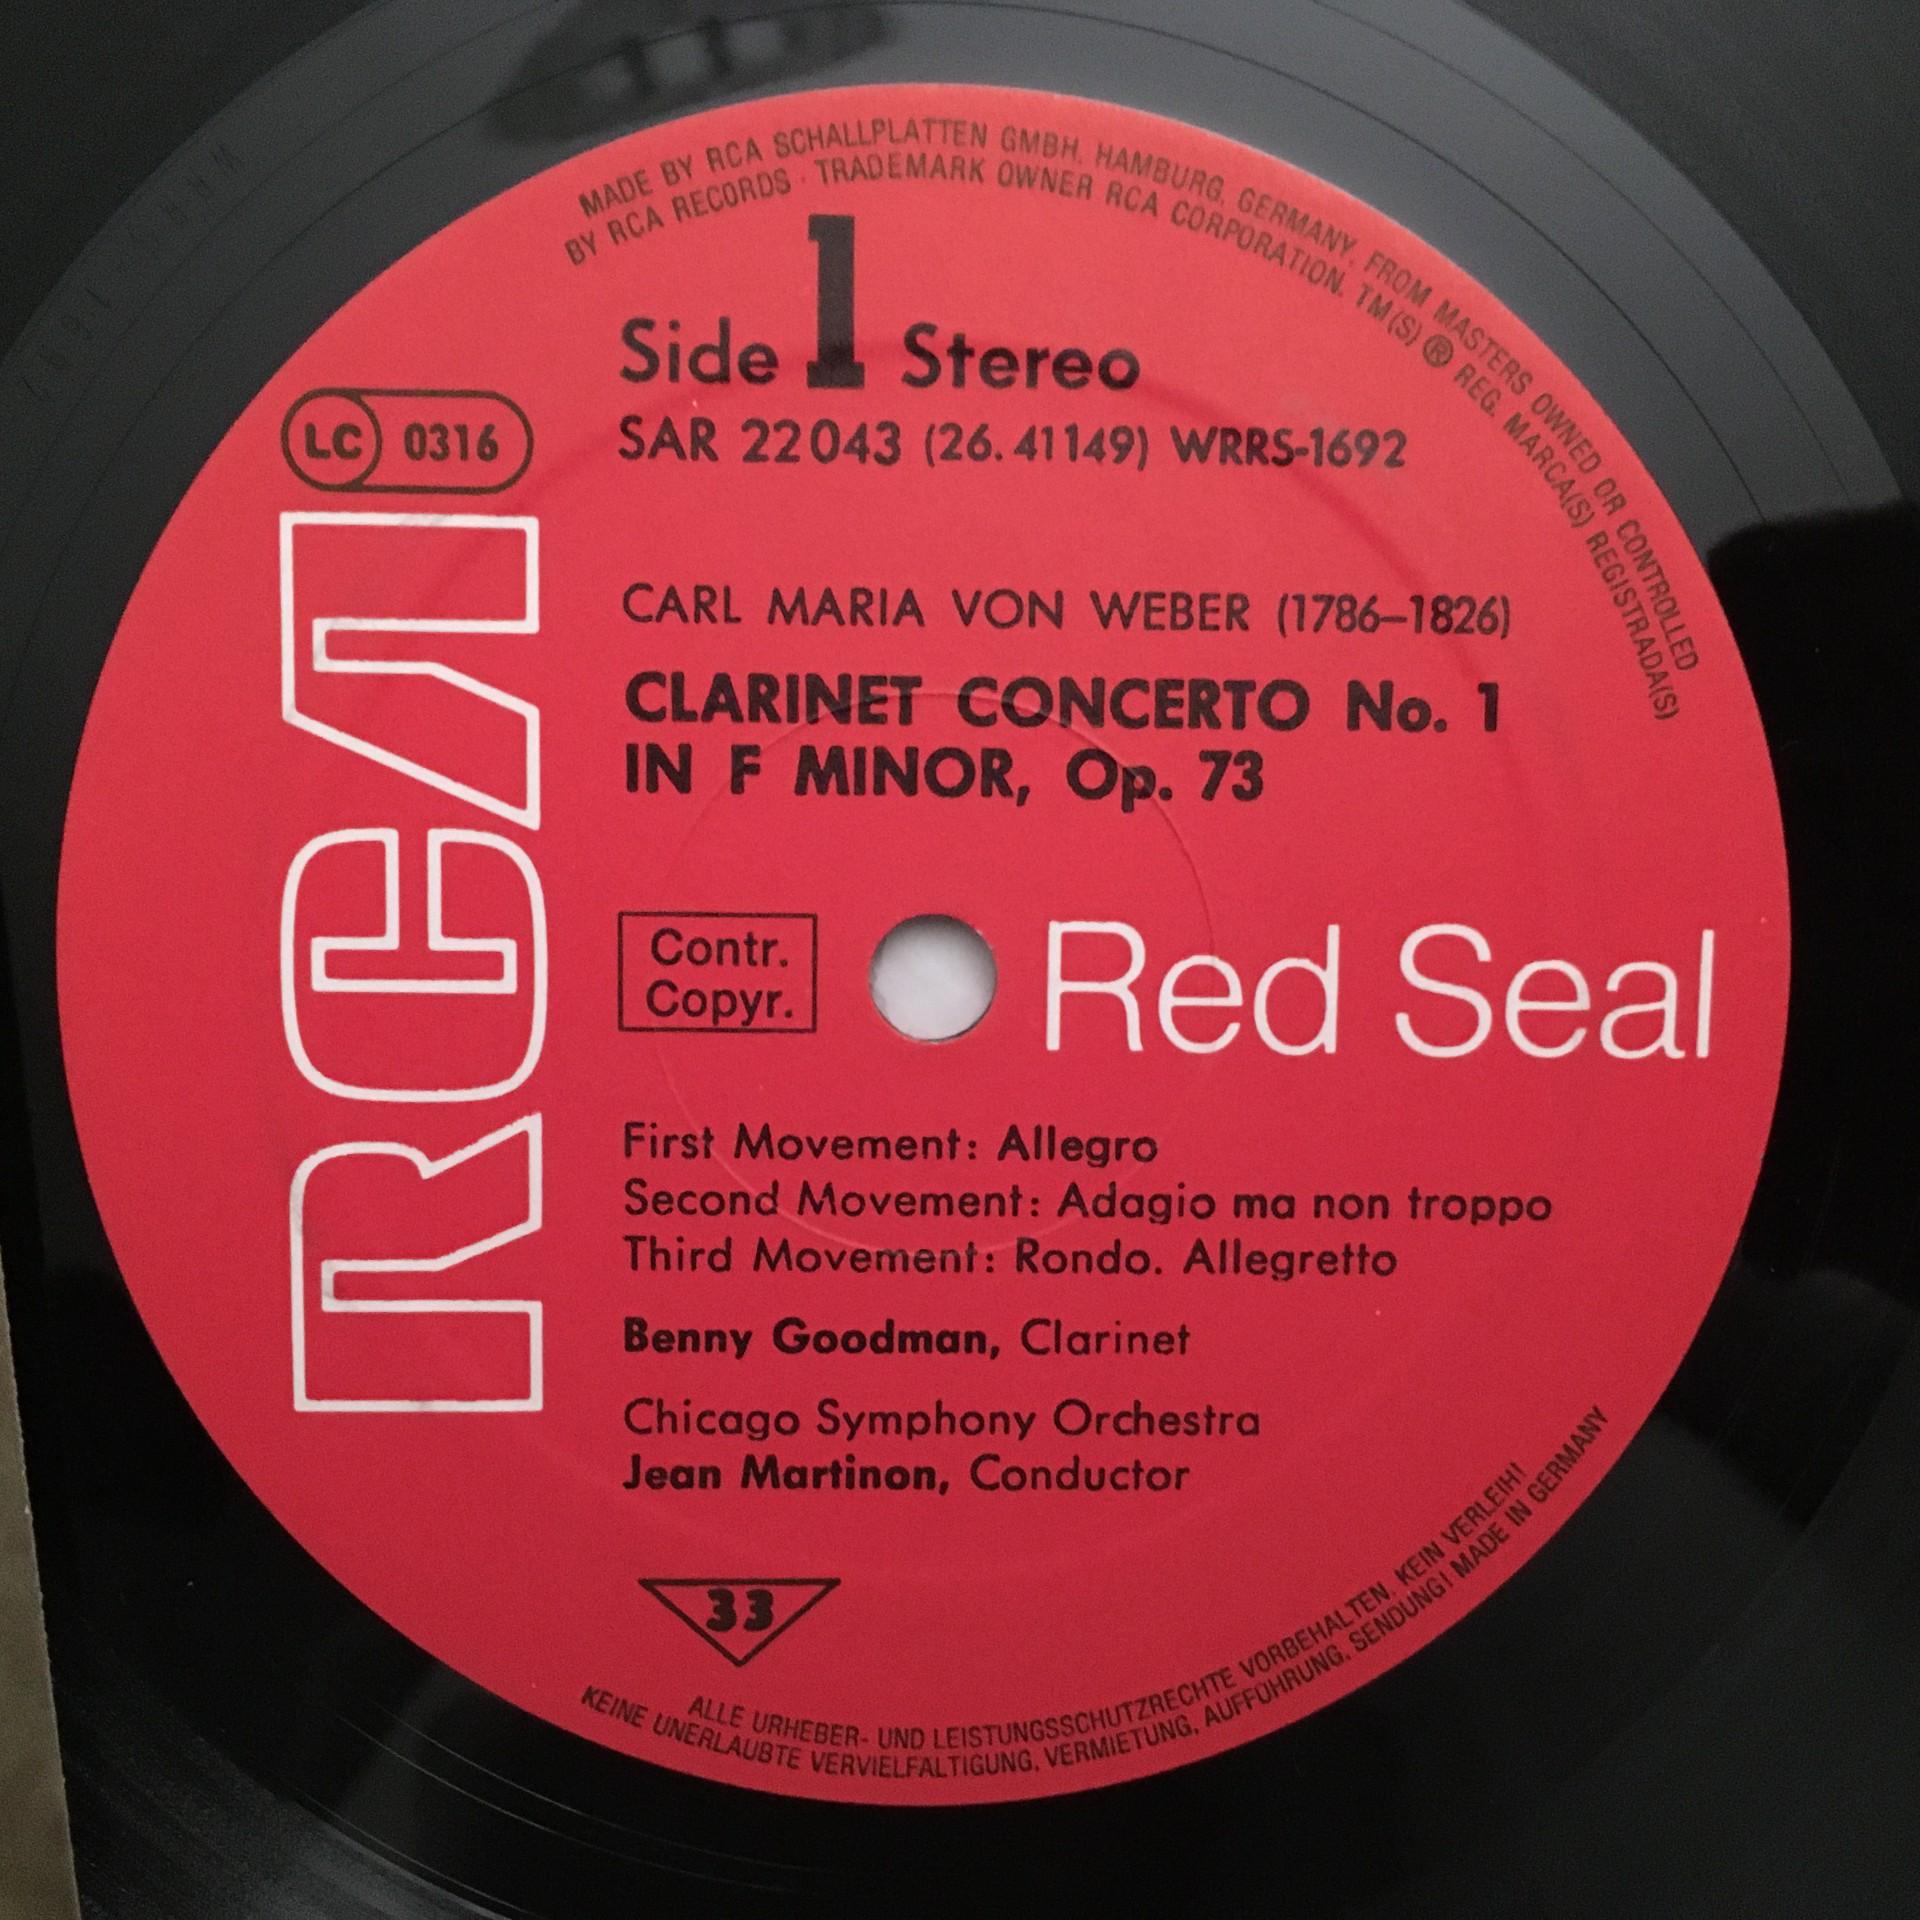 MADE BY RCA SCHALLPLATTEN GMBH, HAMBURG, GERMANY, FROM MASTERS OWNED OR CONTROLLED
BY RCA RECORDS · TRADEMARK OWNER RCA CORPORATION. TM(S) ® REG. MARCA(S) REGISTRADA(S)
Side 1 Stereo
LC 0316
SAR 22043 (26.41149) WRRS-1692
RCA
CARL MARIA VON WEBER (1786–1826)
CLARINET CONCERTO No. 1
IN F MINOR, Op. 73
Contr.
Copyr.
Red Seal
First Movement: Allegro
Second Movement: Adagio ma non troppo
Third Movement: Rondo. Allegretto
Benny Goodman, Clarinet
Chicago Symphony Orchestra
Jean Martinon, Conductor
33
ALLE URHEBER- UND LEISTUNGSSCHUTZRECHTE VORBEHALTEN. KEIN VERLEIH!
KEINE UNERLAUBTE VERVIELFÄLTIGUNG, VERMIETUNG, AUFFÜHRUNG, SENDUNG! MADE IN GERMANY